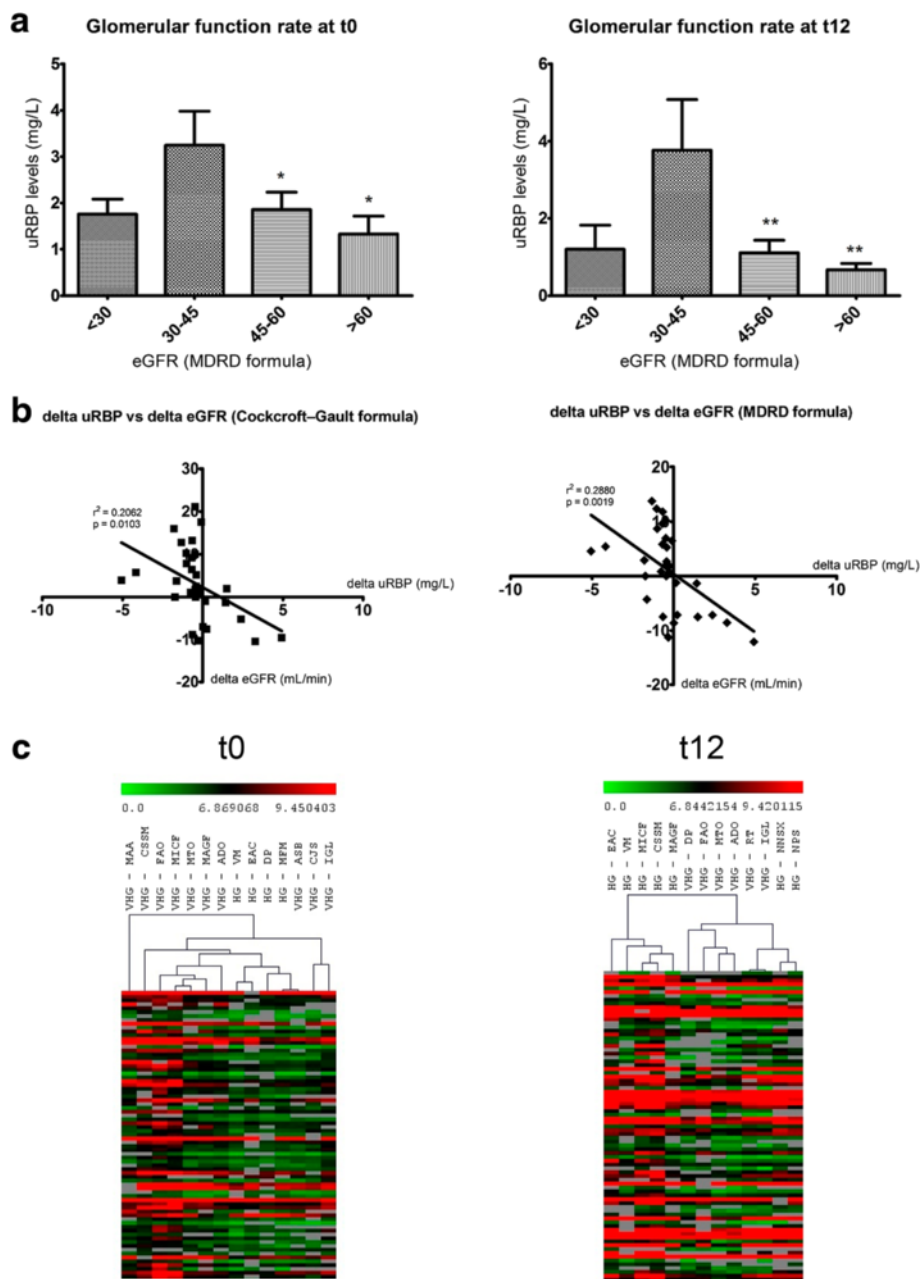 a
Glomerular function rate at t0
uRBP levels (mg/L)
5
4
3
2
1
0
*
*
<30
30-45
45-60
>60
eGFR (MDRD formula)
Glomerular function rate at t12
uRBP levels (mg/L)
6
4
2
0
**
**
<30
30-45
45-60
>60
eGFR (MDRD formula)
b
delta uRBP vs delta eGFR (Cockcroft–Gault formula)
30
20
r² = 0.2062
p = 0.0103
delta uRBP (mg/L)
-10
-5
5
10
-10
delta eGFR (mL/min)
-20
delta uRBP vs delta eGFR (MDRD formula)
20
r² = 0.2880
p = 0.0019
delta uRBP (mg/L)
-10
-5
5
10
-10
delta eGFR (mL/min)
-20
c
t0
0.0 6.869068 9.450403
VHG - MAA
VHG - CSSM
VHG - FAO
VHG - MICF
VHG - MTO
VHG - MAGF
VHG - ADO
HG - VM
HG - EAC
HG - DP
HG - MFM
VHG - ASB
VHG - CJS
VHG - IGL
t12
0.0 6.8442154 9.420115
HG - EAC
HG - VM
HG - MICF
HG - CSSM
HG - MAGF
VHG - DP
VHG - FAO
VHG - MTO
VHG - ADO
VHG - RT
VHG - IGL
HG - NNSX
HG - NPS